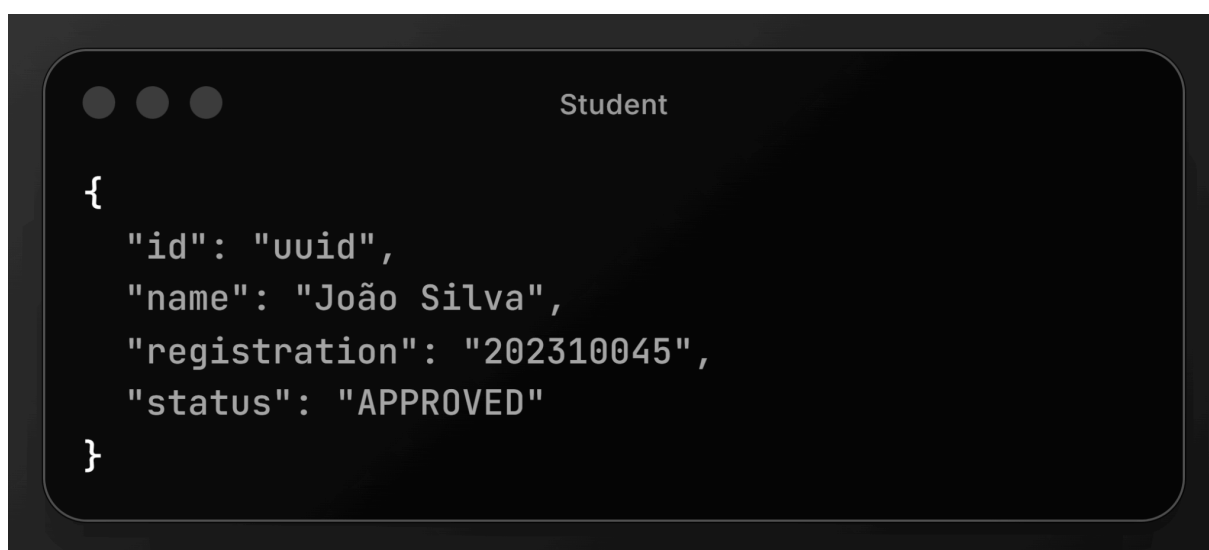 Student
{
"id": "uuid",
"name": "João Silva",
"registration": "202310045",
"status": "APPROVED"
}